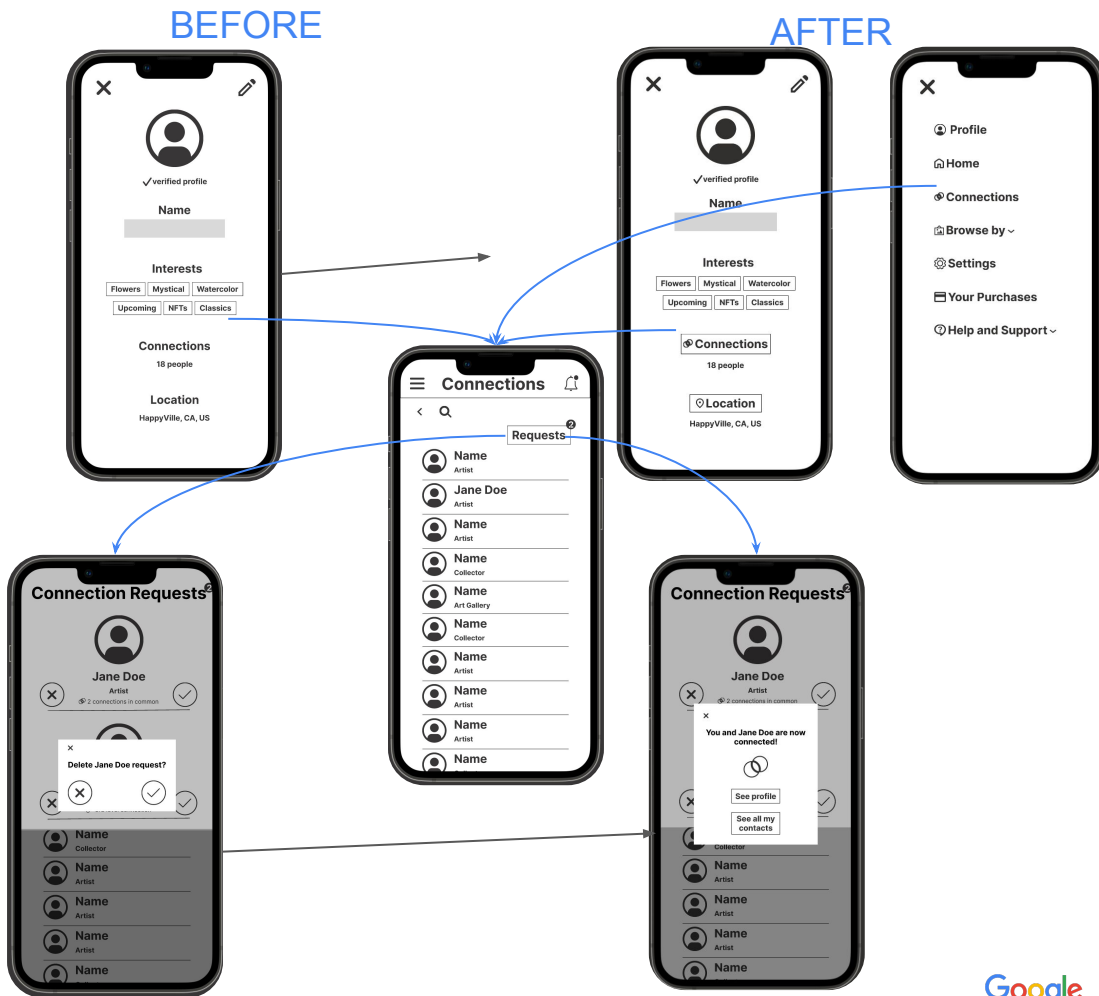 BEFORE
AFTER
verified profile
Name
Interests
Flowers Mystical Watercolor
Upcoming NFTs Classics
Connections
18 people
Location
HappyVille, CA, US
verified profile
Name
Interests
Flowers Mystical Watercolor
Upcoming NFTs Classics
Connections
18 people
Location
HappyVille, CA, US
Profile
Home
Connections
Browse by
Settings
Your Purchases
Help and Support
Connections
2
Requests
Name
Artist
Jane Doe
Artist
Name
Artist
Name
Collector
Name
Art Gallery
Name
Collector
Name
Artist
Name
Artist
Name
Artist
Name
Connection Requests
2
Jane Doe
Artist
2 connections in common
Delete Jane Doe request?
Name
Collector
Name
Artist
Name
Artist
Name
Artist
Name
Connection Requests
2
Jane Doe
Artist
2 connections in common
You and Jane Doe are now
connected!
See profile
See all my
contacts
Collector
Name
Artist
Name
Artist
Name
Artist
Name
Google